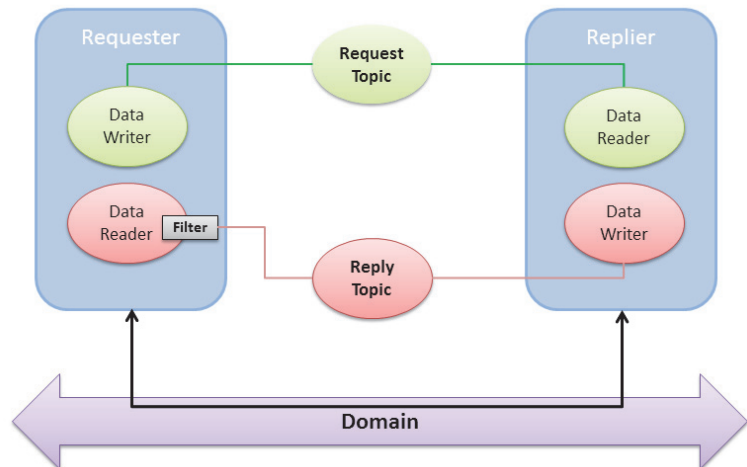 Requester
Replier
Request
Topic
Data
Writer
Data
Reader
Data
Reader
Filter
Data
Writer
Reply
Topic
Domain